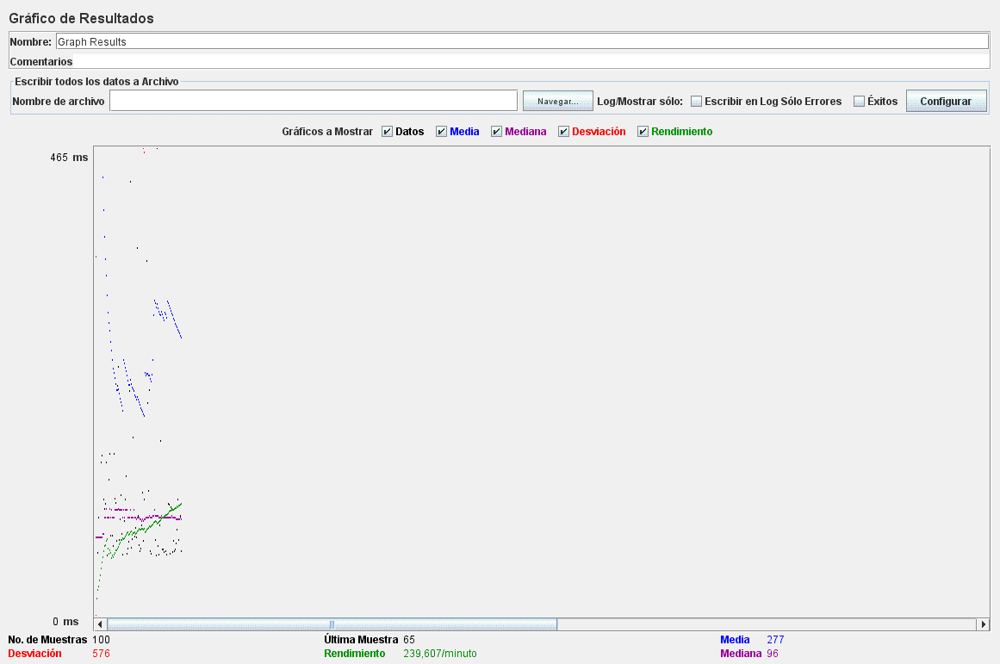 Gráfico de Resultados
Nombre: Graph Results
Comentarios
Escribir todos los datos a Archivo
Nombre de archivo Navegar... Log/Mostrar sólo: Escribir en Log Sólo Errores Éxitos Configurar
Gráficos a Mostrar Datos Media Mediana Desviación Rendimiento
465 ms
0 ms
No. de Muestras 100 Última Muestra 65 Media 277
Desviación 576 Rendimiento 239,607/minuto Mediana 96